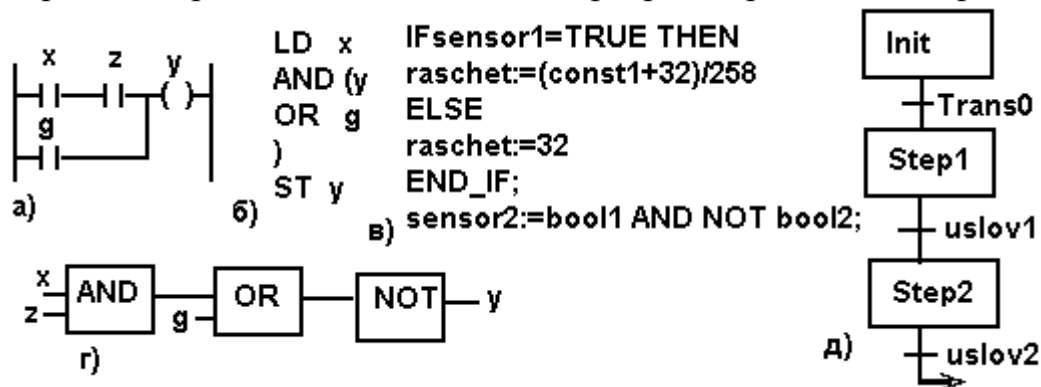 x z y
g
а)
LD x
AND (y
OR g
)
ST y
б)
IFsensor1=TRUE THEN
raschet:=(const1+32)/258
ELSE
raschet:=32
END_IF;
sensor2:=bool1 AND NOT bool2;
в)
x
z
AND
g
OR
NOT
y
г)
Init
Trans0
Step1
uslov1
Step2
uslov2
д)